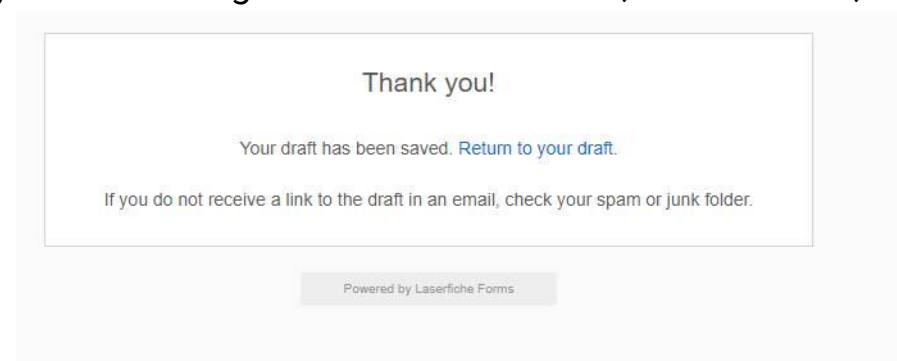 Thank you!
Your draft has been saved. Return to your draft.
If you do not receive a link to the draft in an email, check your spam or junk folder.
Powered by Laserfiche Forms